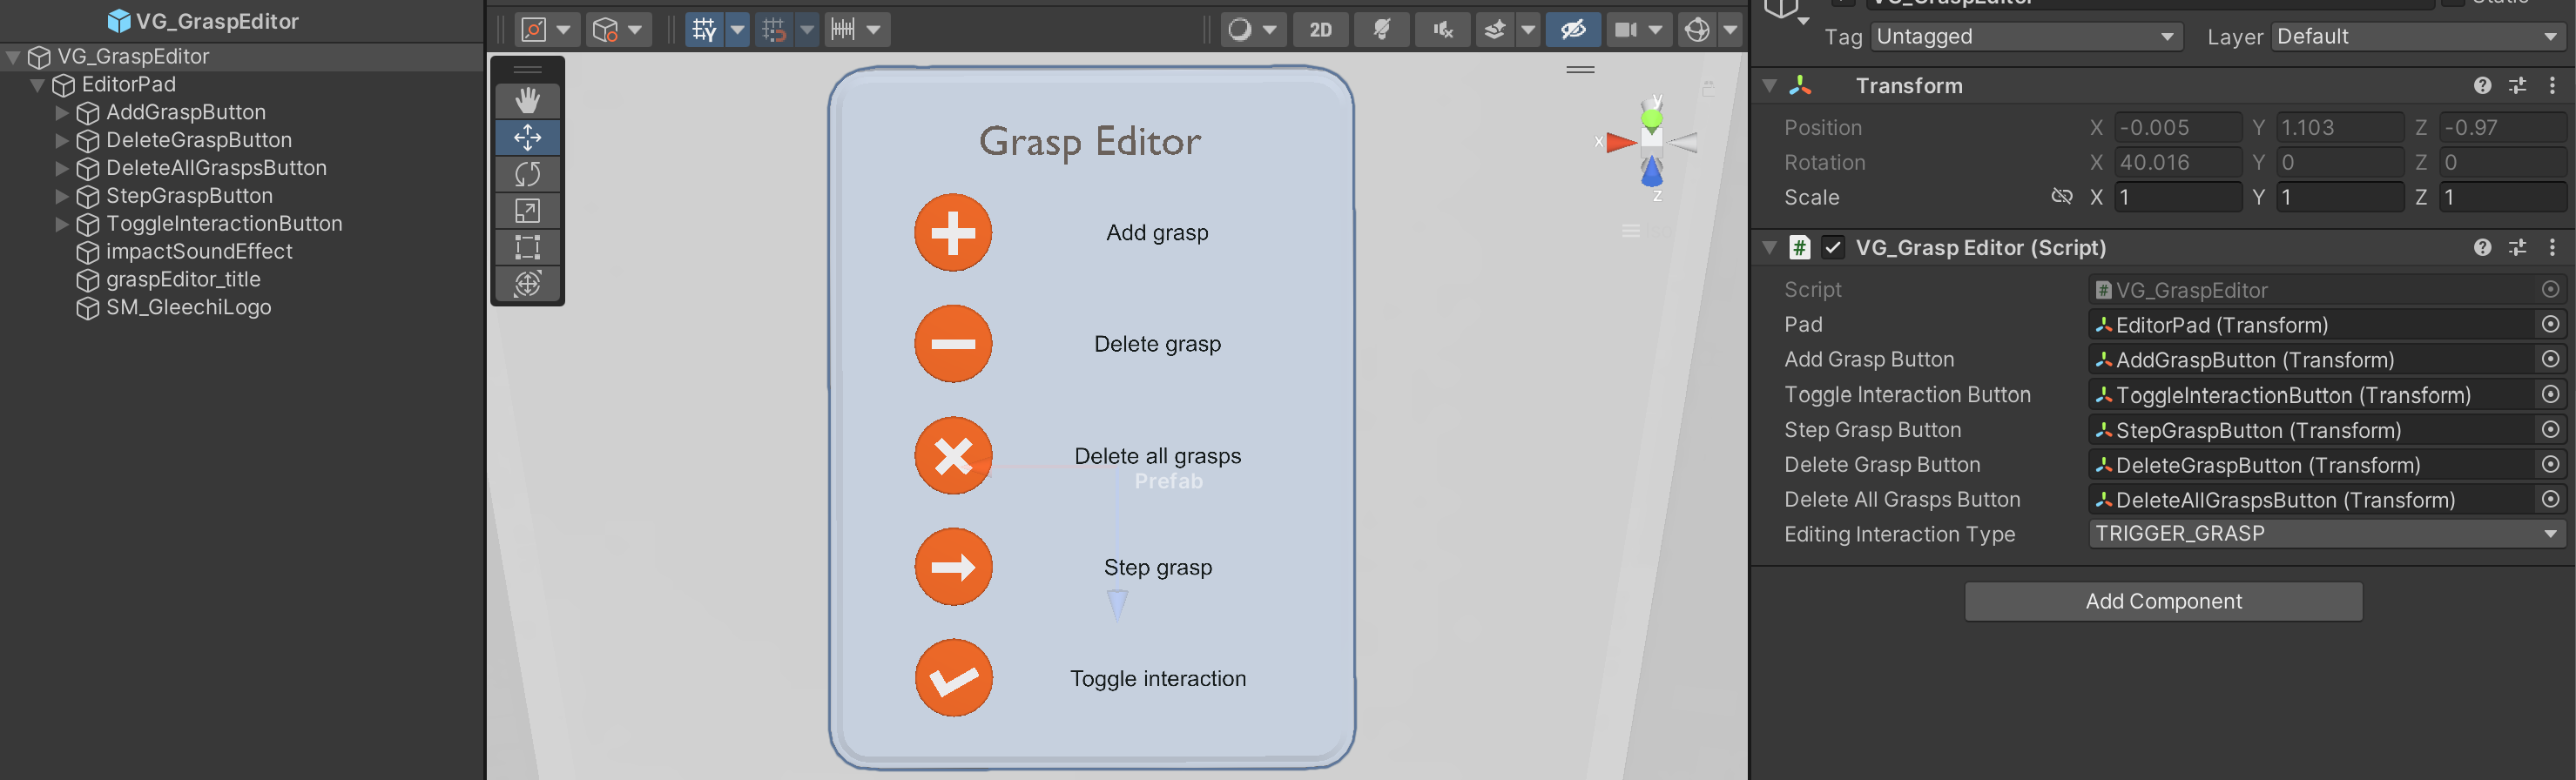 VG_GraspEditor
VG_GraspEditor
EditorPad
AddGraspButton
DeleteGraspButton
DeleteAllGraspsButton
StepGraspButton
ToggleInteractionButton
impactSoundEffect
graspEditor_title
SM_GleechiLogo
2D
Grasp Editor
Add grasp
Delete grasp
Delete all grasps
Prefab
Step grasp
Toggle interaction
y
x
z
VG_GraspEditor
Static
Tag Untagged Layer Default
Transform
Position X -0.005 Y 1.103 Z -0.97
Rotation X 40.016 Y 0 Z 0
Scale X 1 Y 1 Z 1
# VG_Grasp Editor (Script)
Script # VG_GraspEditor
Pad EditorPad (Transform)
Add Grasp Button AddGraspButton (Transform)
Toggle Interaction Button ToggleInteractionButton (Transform)
Step Grasp Button StepGraspButton (Transform)
Delete Grasp Button DeleteGraspButton (Transform)
Delete All Grasps Button DeleteAllGraspsButton (Transform)
Editing Interaction Type TRIGGER_GRASP
Add Component